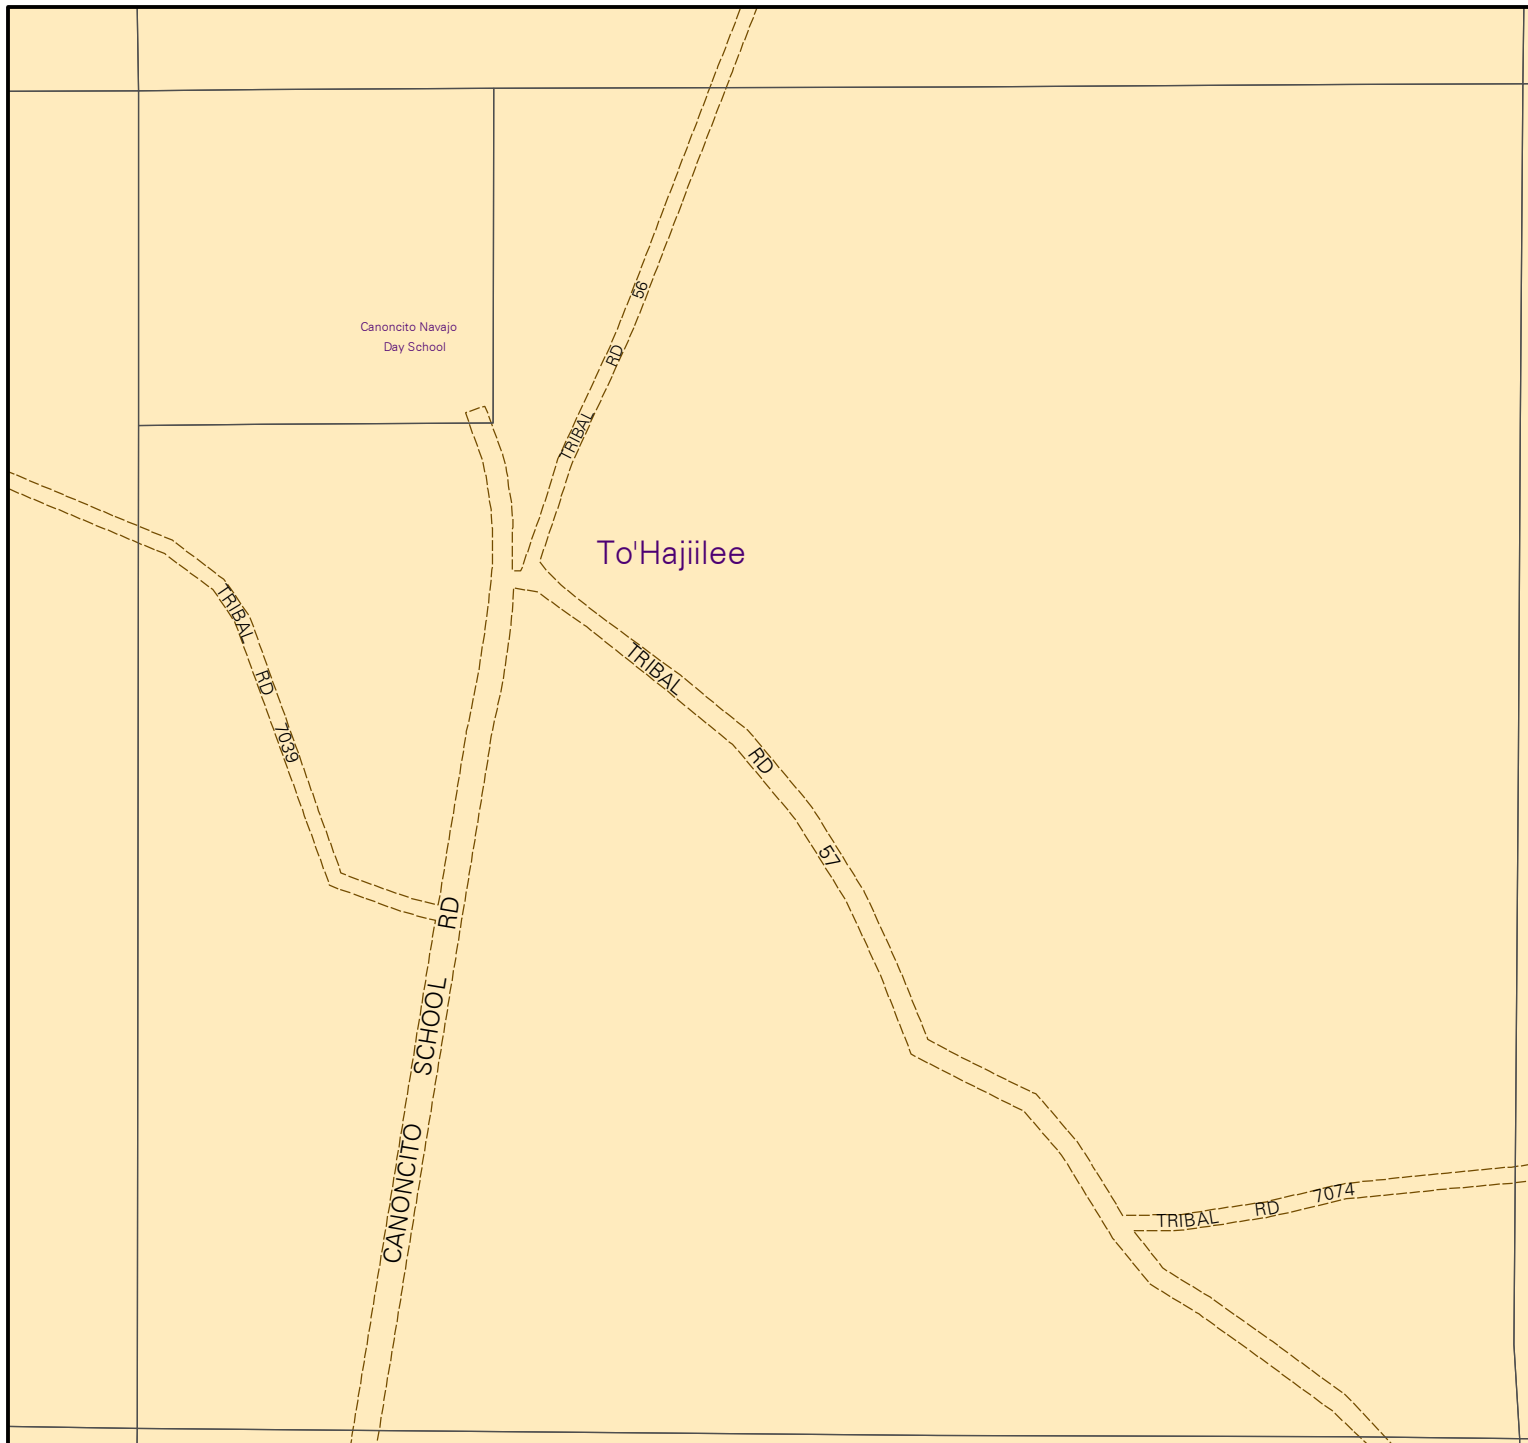 TRIBAL RD 56
Canoncito Navajo
Day School
To'Hajiilee
TRIBAL RD 7039
TRIBAL RD 57
CANONCITO SCHOOL RD
TRIBAL RD 7074